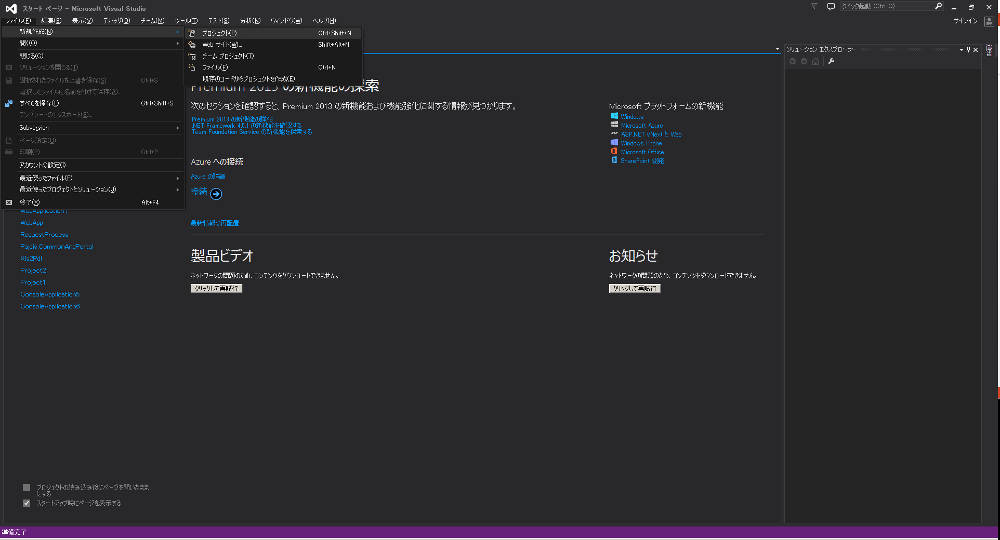 スタート ページ - Microsoft Visual Studio
クイック起動 (Ctrl+Q)
ファイル(F) 編集(E) 表示(V) デバッグ(D) チーム(M) ツール(T) テスト(S) 分析(N) ウィンドウ(W) ヘルプ(H)
サインイン
新規作成(N)
開く(O)
閉じる(C)
ソリューションを閉じる(T)
選択されたファイルを上書き保存(S) Ctrl+S
選択したファイルに名前を付けて保存(A)...
すべてを保存(L) Ctrl+Shift+S
テンプレートのエクスポート(E)...
Subversion
ページ設定(U)...
印刷(P)... Ctrl+P
アカウントの設定(I)...
最近使ったファイル(F)
最近使ったプロジェクトとソリューション(J)
終了(X) Alt+F4
プロジェクト(P)... Ctrl+Shift+N
Web サイト(W)... Shift+Alt+N
チーム プロジェクト(T)...
ファイル(F)... Ctrl+N
既存のコードからプロジェクトを作成(E)...
WebApplication1
WebApp
RequestProcess
Pajdis.CommonAndPortal
Xls2Pdf
Project2
Project1
ConsoleApplication5
ConsoleApplication6
プロジェクトの読み込み後にページを開いたまま
にする
スタートアップ時にページを表示する
Premium 2013 の新機能の探索
次のセクションを確認すると、Premium 2013 の新機能および機能強化に関する情報が見つかります。
Premium 2013 の新機能の詳細
.NET Framework 4.5.1 の新機能を確認する
Team Foundation Service の新機能を探索する
Azure への接続
Azure の詳細
接続
最新情報の再配置
製品ビデオ
ネットワークの問題のため、コンテンツをダウンロードできません。
クリックして再試行
Microsoft プラットフォームの新機能
Windows
Microsoft Azure
ASP.NET vNext と Web
Windows Phone
Microsoft Office
SharePoint 開発
お知らせ
ネットワークの問題のため、コンテンツをダウンロードできません。
クリックして再試行
ソリューション エクスプローラー
通知
準備完了